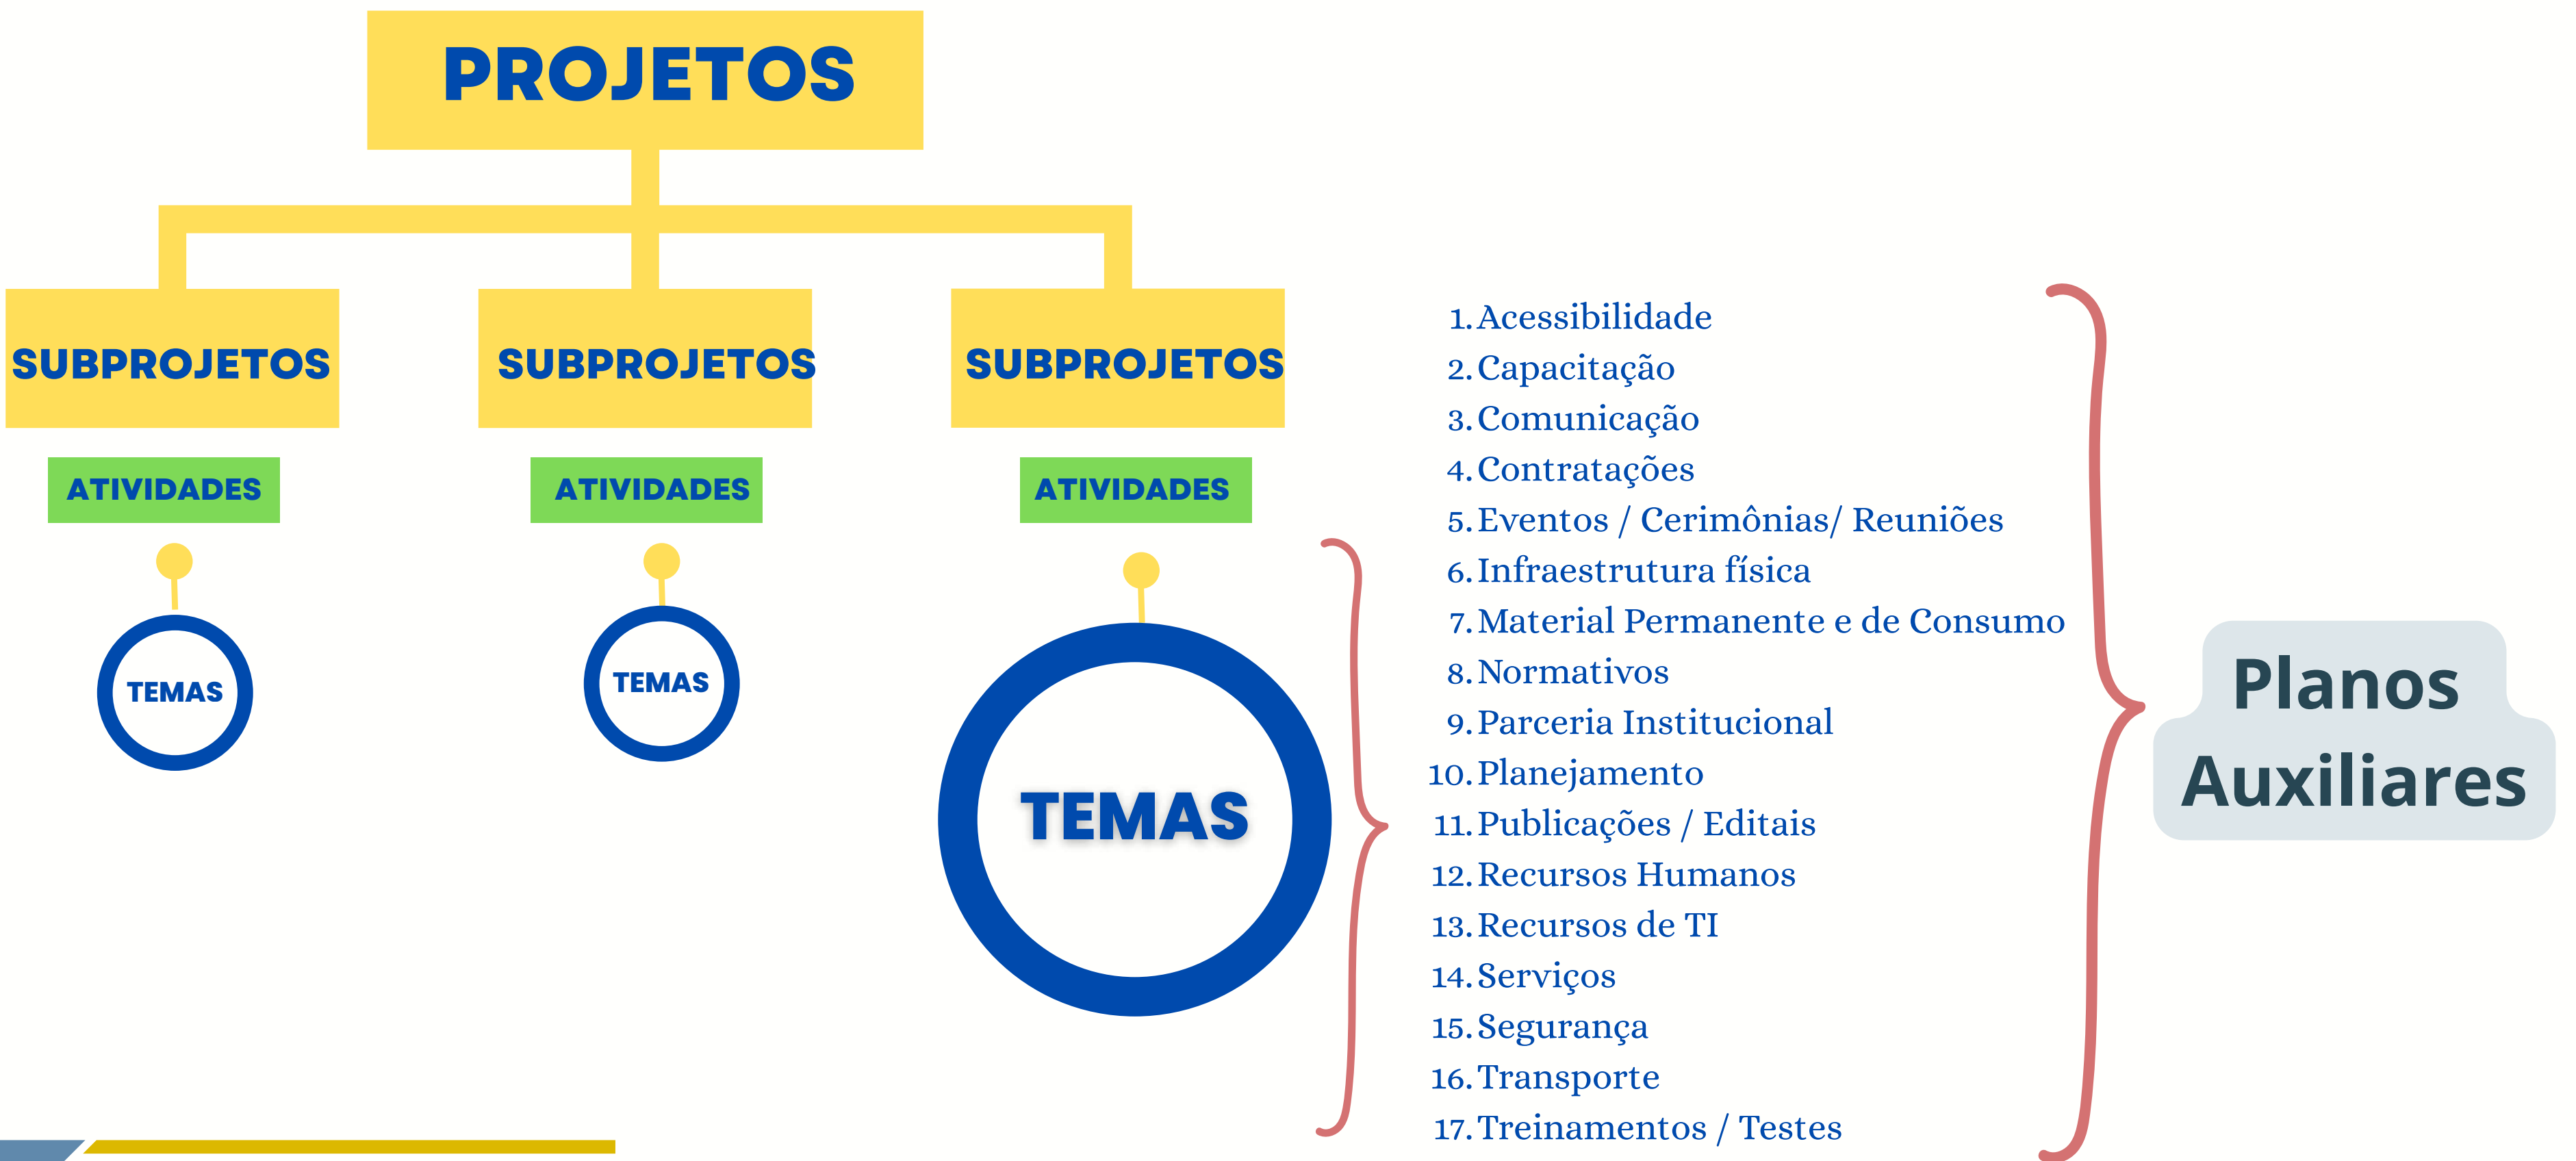 PROJETOS
SUBPROJETOS
SUBPROJETOS
SUBPROJETOS
ATIVIDADES
ATIVIDADES
ATIVIDADES
TEMAS
TEMAS
TEMAS
1. Acessibilidade
2. Capacitação
3. Comunicação
4. Contratações
5. Eventos / Cerimônias/ Reuniões
6. Infraestrutura física
7. Material Permanente e de Consumo
8. Normativos
9. Parceria Institucional
10. Planejamento
11. Publicações / Editais
12. Recursos Humanos
13. Recursos de TI
14. Serviços
15. Segurança
16. Transporte
17. Treinamentos / Testes
Planos
Auxiliares